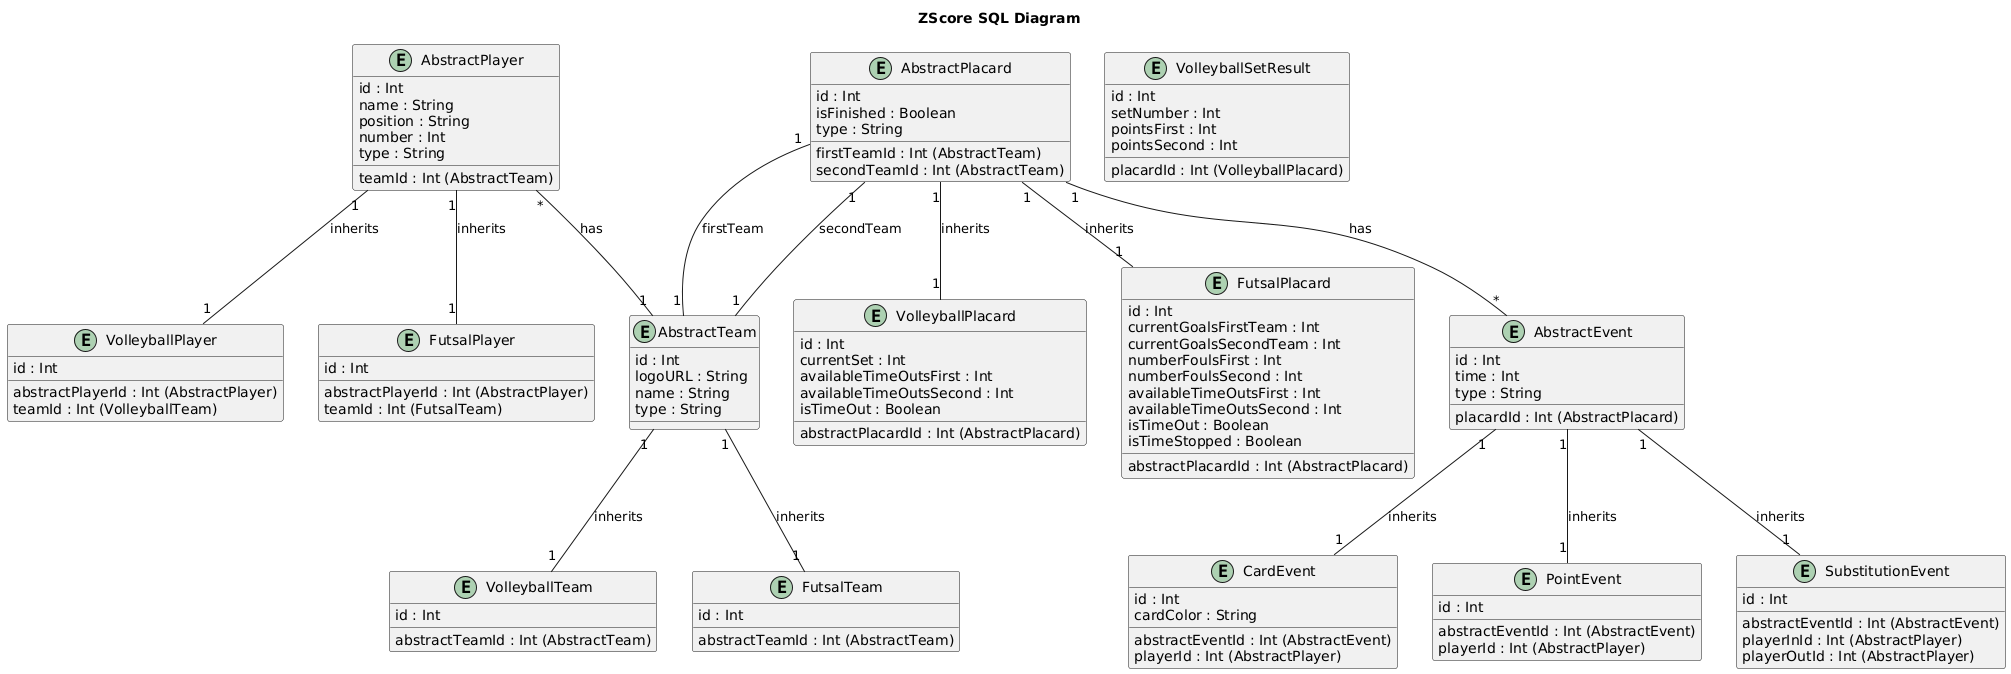 ZScore SQL Diagram
E AbstractPlayer
id : Int
name : String
position : String
number : Int
type : String
teamId : Int (AbstractTeam)
E AbstractPlacard
id : Int
isFinished : Boolean
type : String
firstTeamId : Int (AbstractTeam)
secondTeamId : Int (AbstractTeam)
E VolleyballSetResult
id : Int
setNumber : Int
pointsFirst : Int
pointsSecond : Int
placardId : Int (VolleyballPlacard)
1
1
1
*
1
1
1
1
inherits
inherits
has
firstTeam
secondTeam
inherits
inherits
has
1
1
1
1
1
1
1
*
E VolleyballPlayer
id : Int
abstractPlayerId : Int (AbstractPlayer)
teamId : Int (VolleyballTeam)
E FutsalPlayer
id : Int
abstractPlayerId : Int (AbstractPlayer)
teamId : Int (FutsalTeam)
E AbstractTeam
id : Int
logoURL : String
name : String
type : String
E VolleyballPlacard
id : Int
currentSet : Int
availableTimeOutsFirst : Int
availableTimeOutsSecond : Int
isTimeOut : Boolean
abstractPlacardId : Int (AbstractPlacard)
E FutsalPlacard
id : Int
currentGoalsFirstTeam : Int
currentGoalsSecondTeam : Int
numberFoulsFirst : Int
numberFoulsSecond : Int
availableTimeOutsFirst : Int
availableTimeOutsSecond : Int
isTimeOut : Boolean
isTimeStopped : Boolean
abstractPlacardId : Int (AbstractPlacard)
E AbstractEvent
id : Int
time : Int
type : String
placardId : Int (AbstractPlacard)
1
1
1
1
1
inherits
inherits
inherits
inherits
inherits
1
1
1
1
1
E VolleyballTeam
id : Int
abstractTeamId : Int (AbstractTeam)
E FutsalTeam
id : Int
abstractTeamId : Int (AbstractTeam)
E CardEvent
id : Int
cardColor : String
abstractEventId : Int (AbstractEvent)
playerId : Int (AbstractPlayer)
E PointEvent
id : Int
abstractEventId : Int (AbstractEvent)
playerId : Int (AbstractPlayer)
E SubstitutionEvent
id : Int
abstractEventId : Int (AbstractEvent)
playerInId : Int (AbstractPlayer)
playerOutId : Int (AbstractPlayer)